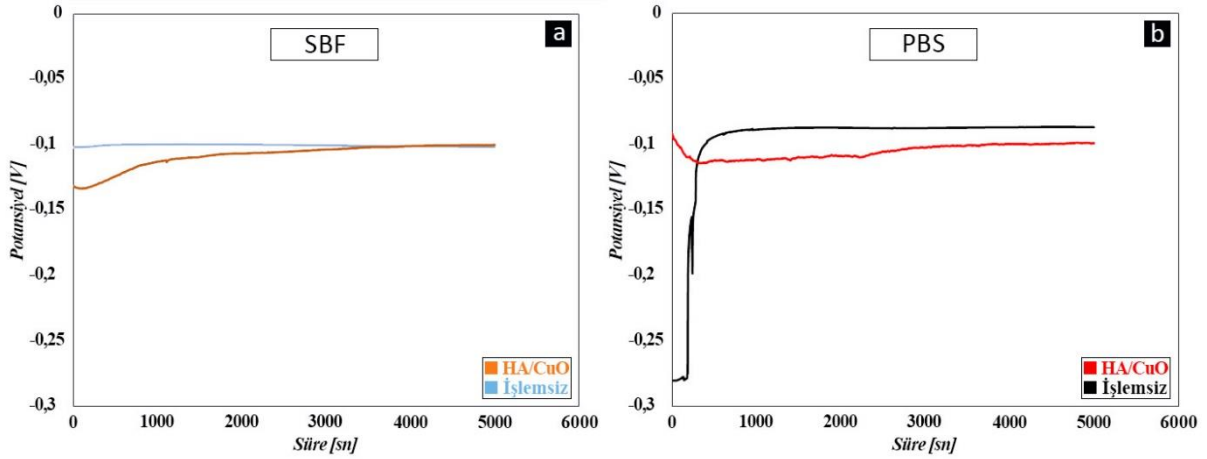 SBF
a
0
-0,05
-0,1
-0,15
-0,2
-0,25
-0,3
Potansiyel [V]
0 1000 2000 3000 4000 5000 6000
Süre [sn]
HA/CuO
İşlemsiz
PBS
b
0
-0,05
-0,1
-0,15
-0,2
-0,25
-0,3
Potansiyel [V]
0 1000 2000 3000 4000 5000 6000
Süre [sn]
HA/CuO
İşlemsiz